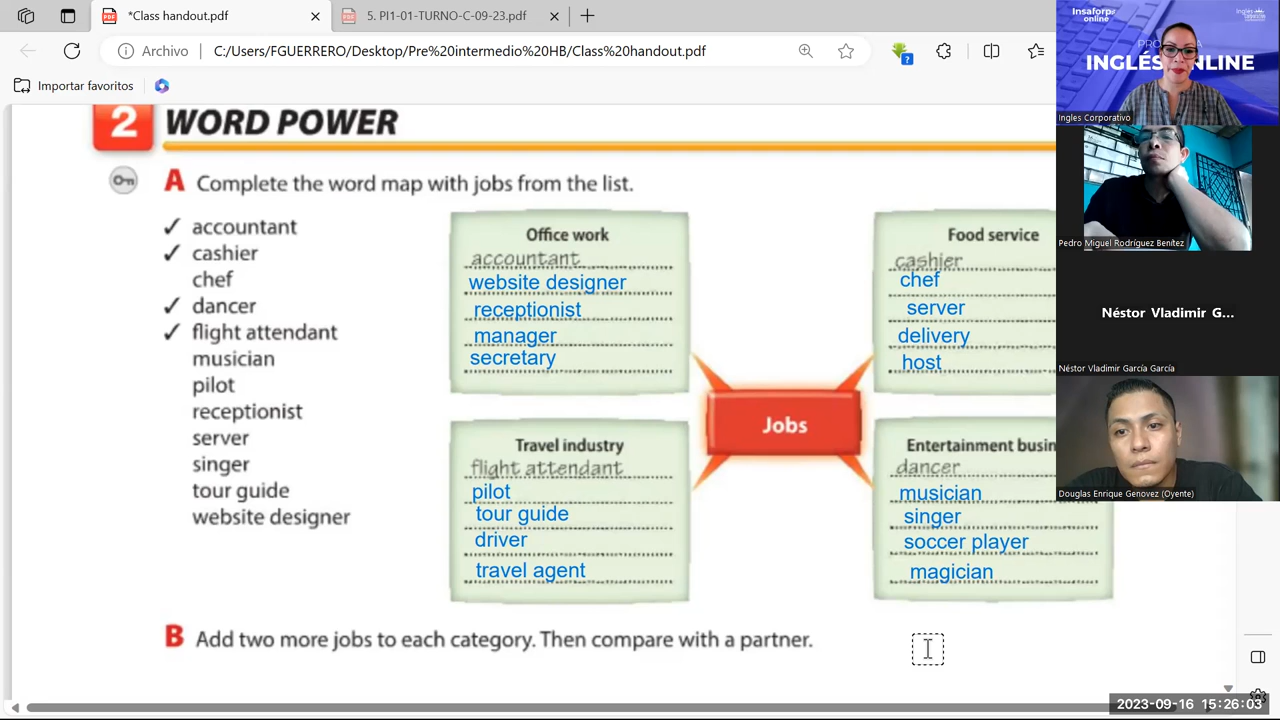 *Class handout.pdf
3.1H1-01-TURNO-C-09-23.pdf
Archivo
C:/Users/FGUERRERO/Desktop/Pre%20intermedio%20HB/Class%20handout.pdf
Importar favoritos
2 WORD POWER
A Complete the word map with jobs from the list.
✓ accountant
✓ cashier
chef
✓ dancer
✓ flight attendant
musician
pilot
receptionist
server
singer
tour guide
website designer
Office work
accountant
website designer
receptionist
manager
secretary
Food service
cashier
chef
server
delivery
host
Jobs
Travel industry
flight attendant
pilot
tour guide
driver
travel agent
Entertainment busin
dancer
musician
singer
soccer player
magician
B Add two more jobs to each category. Then compare with a partner.
Insaforp
online
Inglés
INGLÉS ONLINE
Ingles Corporativo
Pedro Miguel Rodríguez Benítez
Néstor Vladimir G...
Néstor Vladimir García García
Douglas Enrique Genovez (Oyente)
2023-09-16 15:26:03